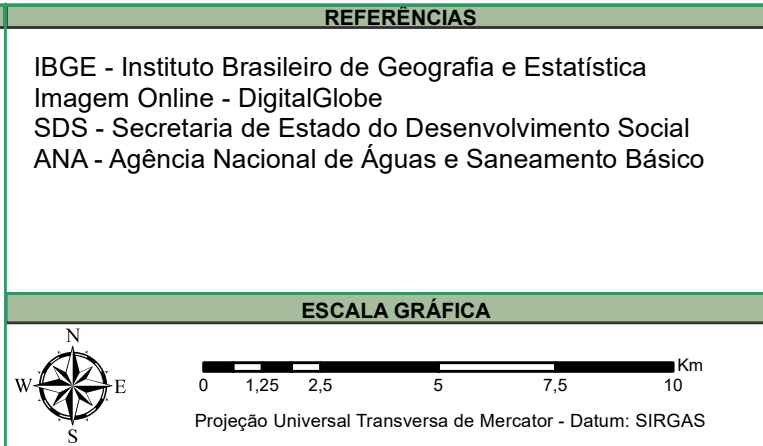 REFERÊNCIAS
IBGE - Instituto Brasileiro de Geografia e Estatística
Imagem Online - DigitalGlobe
SDS - Secretaria de Estado do Desenvolvimento Social
ANA - Agência Nacional de Águas e Saneamento Básico
ESCALA GRÁFICA
N
W E
S
Km
0 1,25 2,5 5 7,5 10
Projeção Universal Transversa de Mercator - Datum: SIRGAS